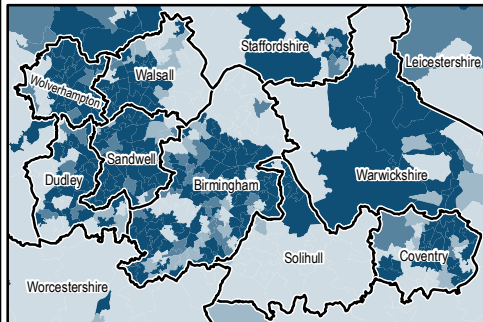 Staffordshire
Leicestershire
Walsall
Wolverhampton
Sandwell
Dudley
Birmingham
Warwickshire
Solihull
Coventry
Worcestershire